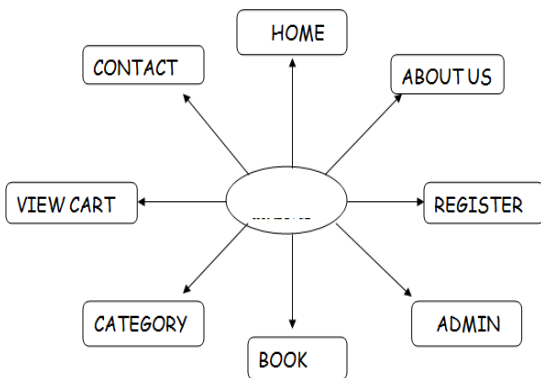 HOME
CONTACT
ABOUT US
VIEW CART
REGISTER
CATEGORY
ADMIN
BOOK